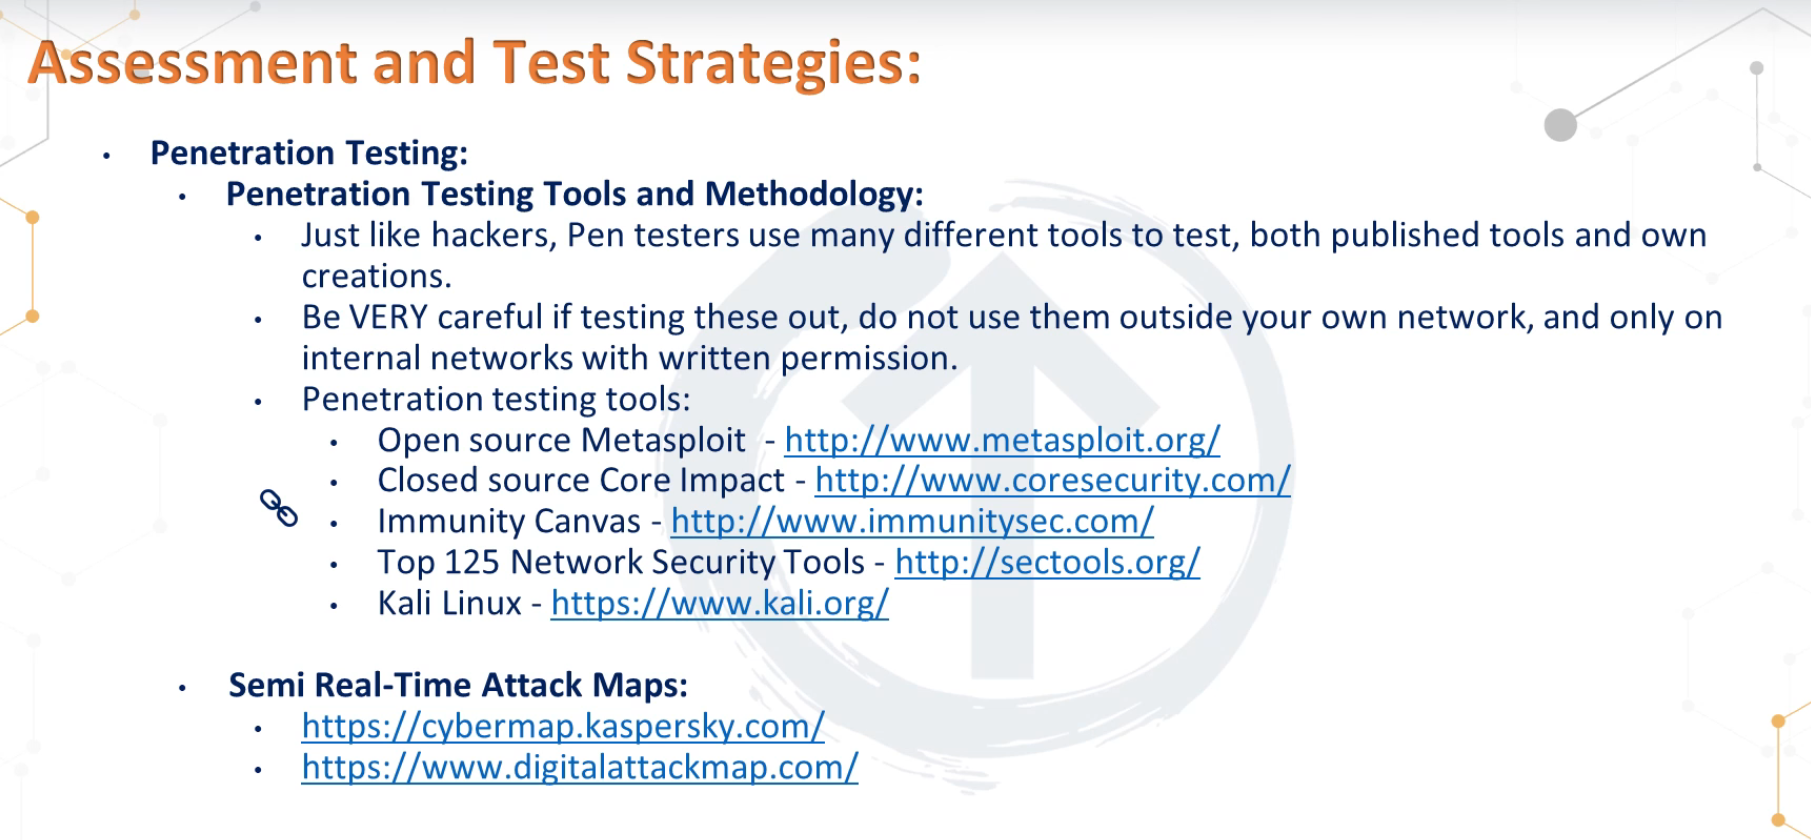 Assessment and Test Strategies:
• Penetration Testing:
• Penetration Testing Tools and Methodology:
• Just like hackers, Pen testers use many different tools to test, both published tools and own
creations.
• Be VERY careful if testing these out, do not use them outside your own network, and only on
internal networks with written permission.
• Penetration testing tools:
• Open source Metasploit - http://www.metasploit.org/
• Closed source Core Impact - http://www.coresecurity.com/
• Immunity Canvas - http://www.immunitysec.com/
• Top 125 Network Security Tools - http://sectools.org/
• Kali Linux - https://www.kali.org/
• Semi Real-Time Attack Maps:
• https://cybermap.kaspersky.com/
• https://www.digitalattackmap.com/